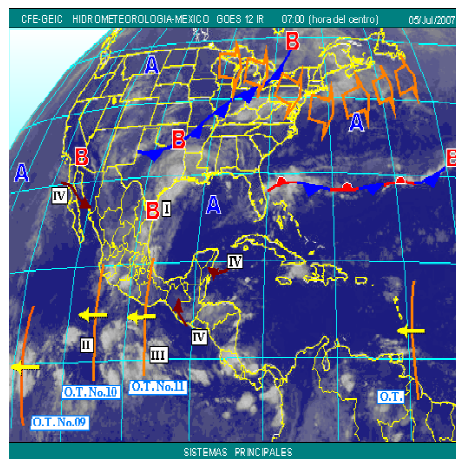 CFE-GEIC HIDROMETEOROLOGIA-MEXICO GOES 12 IR 07:00 (hora del centro) 05/Jul/2007
B
A
B
A
B
A
B
IV
B
I
A
IV
II
III
IV
O.T. No.10
O.T. No.11
O.T.
O.T. No.09
SISTEMAS PRINCIPALES